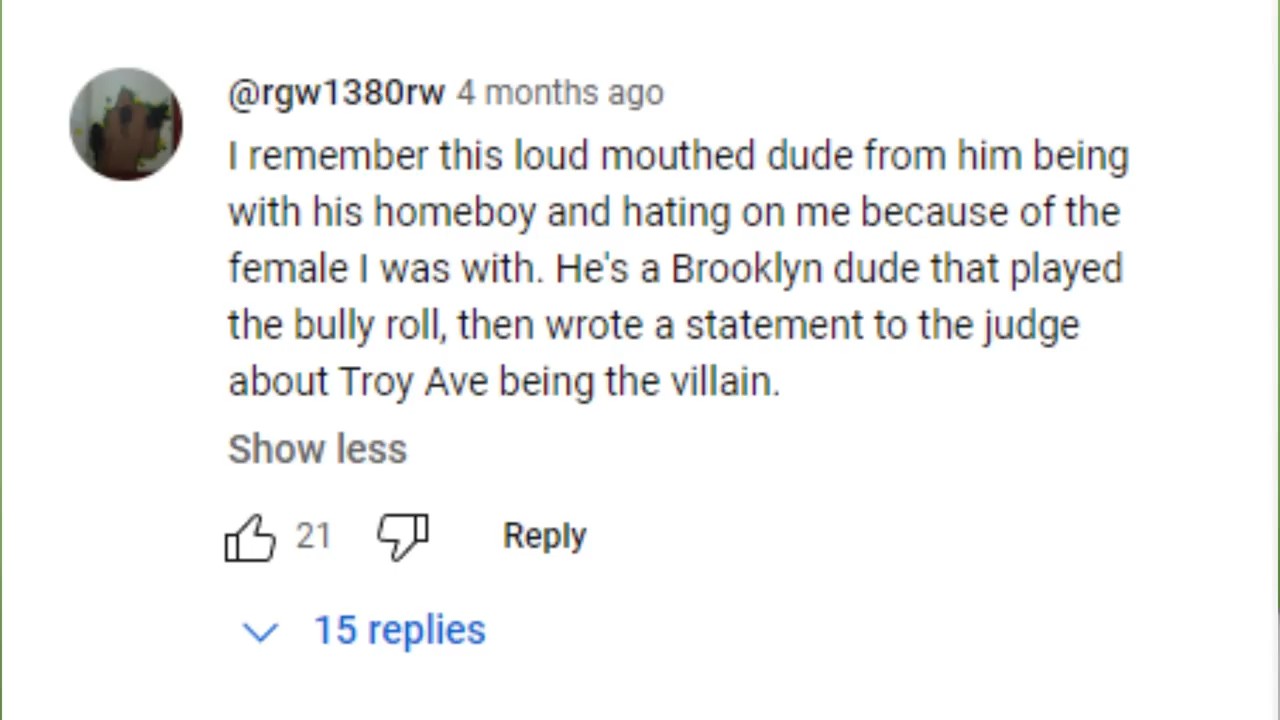 @rgw1380rw 4 months ago
I remember this loud mouthed dude from him being
with his homeboy and hating on me because of the
female I was with. He's a Brooklyn dude that played
the bully roll, then wrote a statement to the judge
about Troy Ave being the villain.
Show less
21 Reply
15 replies